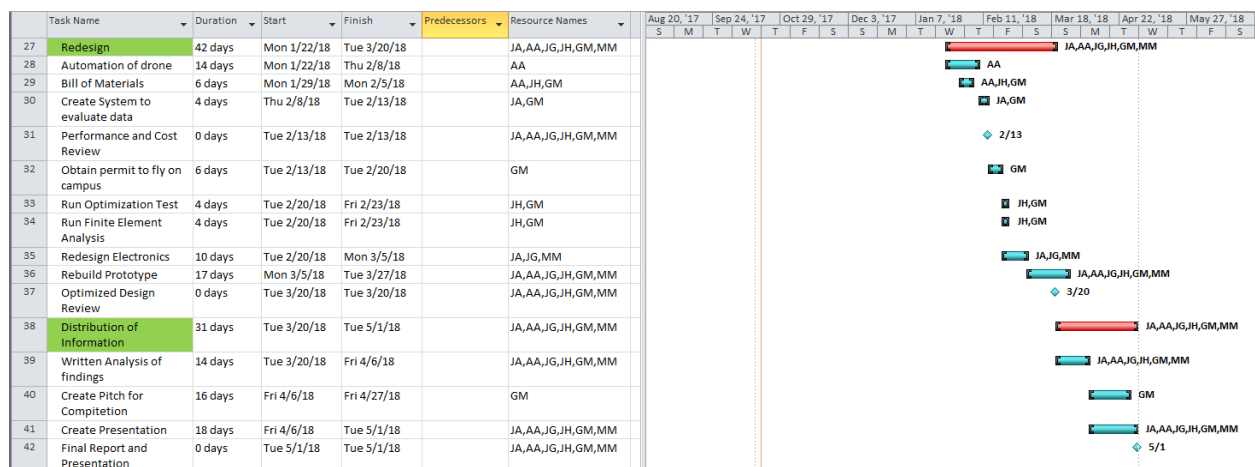 Task Name Duration Start Finish Predecessors Resource Names Aug 20, '17 Sep 24, '17 Oct 29, '17 Dec 3, '17 Jan 7, '18 Feb 11, '18 Mar 18, '18 Apr 22, '18 May 27, '18
S M T W T F S S M T W T F S S M T W T F S
27 Redesign 42 days Mon 1/22/18 Tue 3/20/18 JA,AA,JG,JH,GM,MM JA,AA,JG,JH,GM,MM
28 Automation of drone 14 days Mon 1/22/18 Thu 2/8/18 AA AA
29 Bill of Materials 6 days Mon 1/29/18 Mon 2/5/18 AA,JH,GM AA,JH,GM
30 Create System to 4 days Thu 2/8/18 Tue 2/13/18 JA,GM JA,GM
evaluate data
31 Performance and Cost 0 days Tue 2/13/18 Tue 2/13/18 JA,AA,JG,JH,GM,MM 2/13
Review
32 Obtain permit to fly on 6 days Tue 2/13/18 Tue 2/20/18 GM GM
campus
33 Run Optimization Test 4 days Tue 2/20/18 Fri 2/23/18 JH,GM JH,GM
34 Run Finite Element 4 days Tue 2/20/18 Fri 2/23/18 JH,GM JH,GM
Analysis
35 Redesign Electronics 10 days Tue 2/20/18 Mon 3/5/18 JA,JG,MM JA,JG,MM
36 Rebuild Prototype 17 days Mon 3/5/18 Tue 3/27/18 JA,AA,JG,JH,GM,MM JA,AA,JG,JH,GM,MM
37 Optimized Design 0 days Tue 3/20/18 Tue 3/20/18 JA,AA,JG,JH,GM,MM 3/20
Review
38 Distribution of 31 days Tue 3/20/18 Tue 5/1/18 JA,AA,JG,JH,GM,MM JA,AA,JG,JH,GM,MM
Information
39 Written Analysis of 14 days Tue 3/20/18 Fri 4/6/18 JA,AA,JG,JH,GM,MM JA,AA,JG,JH,GM,MM
findings
40 Create Pitch for 16 days Fri 4/6/18 Fri 4/27/18 GM GM
Compitetion
41 Create Presentation 18 days Fri 4/6/18 Tue 5/1/18 JA,AA,JG,JH,GM,MM JA,AA,JG,JH,GM,MM
42 Final Report and 0 days Tue 5/1/18 Tue 5/1/18 JA,AA,JG,JH,GM,MM 5/1
Presentation